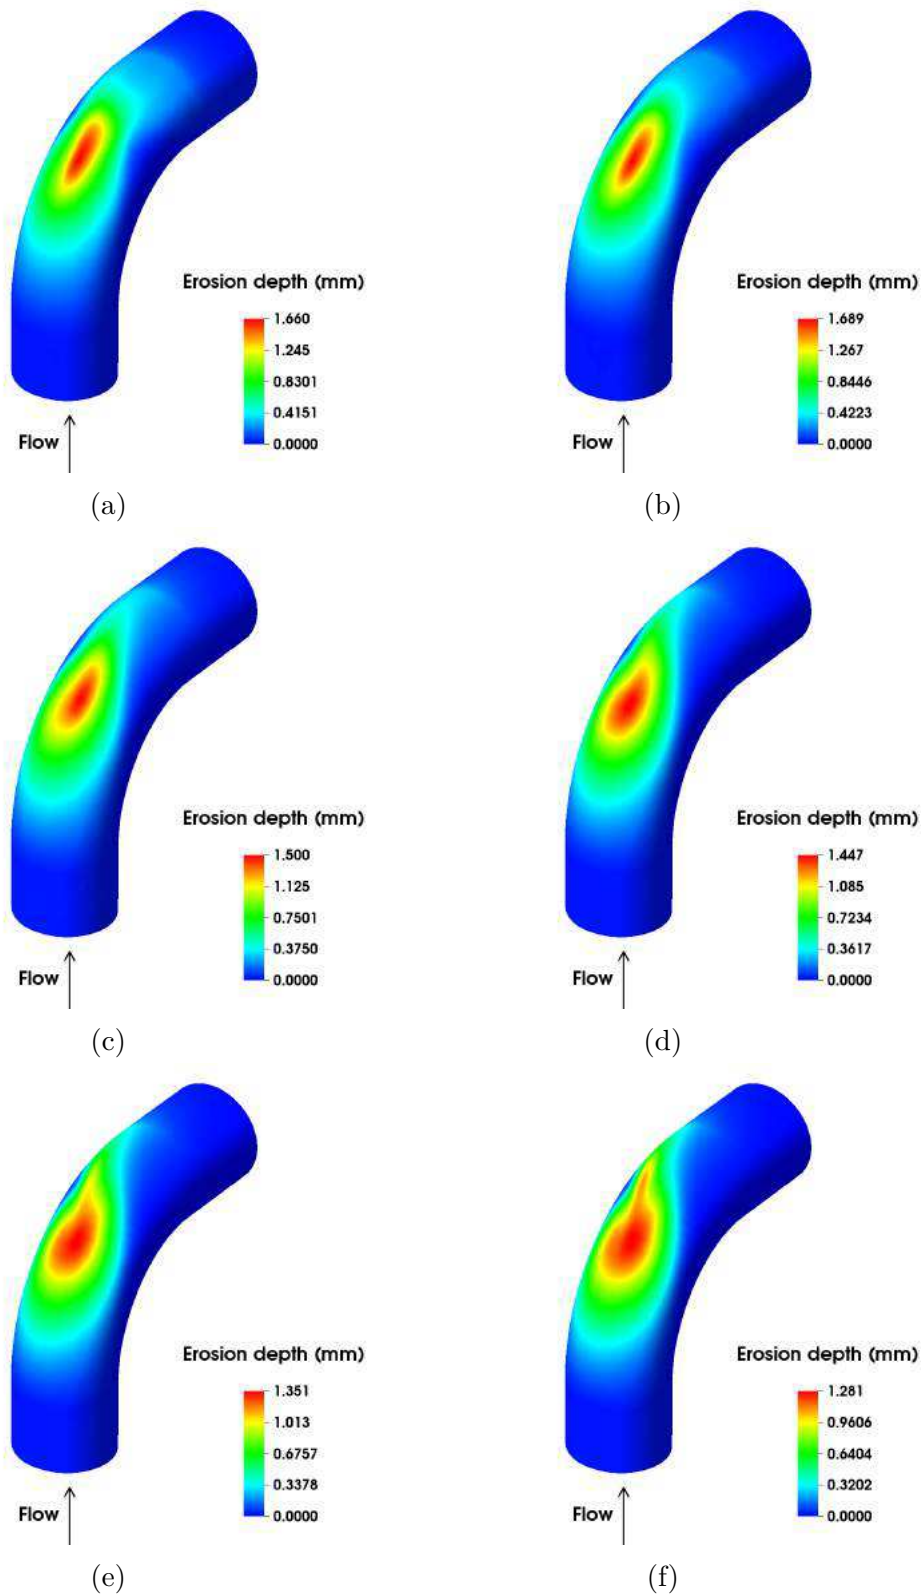 Erosion depth (mm)
1.660
1.245
0.8301
0.4151
0.0000
Flow
(a)
Erosion depth (mm)
1.689
1.267
0.8446
0.4223
0.0000
Flow
(b)
Erosion depth (mm)
1.500
1.125
0.7501
0.3750
0.0000
Flow
(c)
Erosion depth (mm)
1.447
1.085
0.7234
0.3617
0.0000
Flow
(d)
Erosion depth (mm)
1.351
1.013
0.6757
0.3378
0.0000
Flow
(e)
Erosion depth (mm)
1.281
0.9606
0.6404
0.3202
0.0000
Flow
(f)